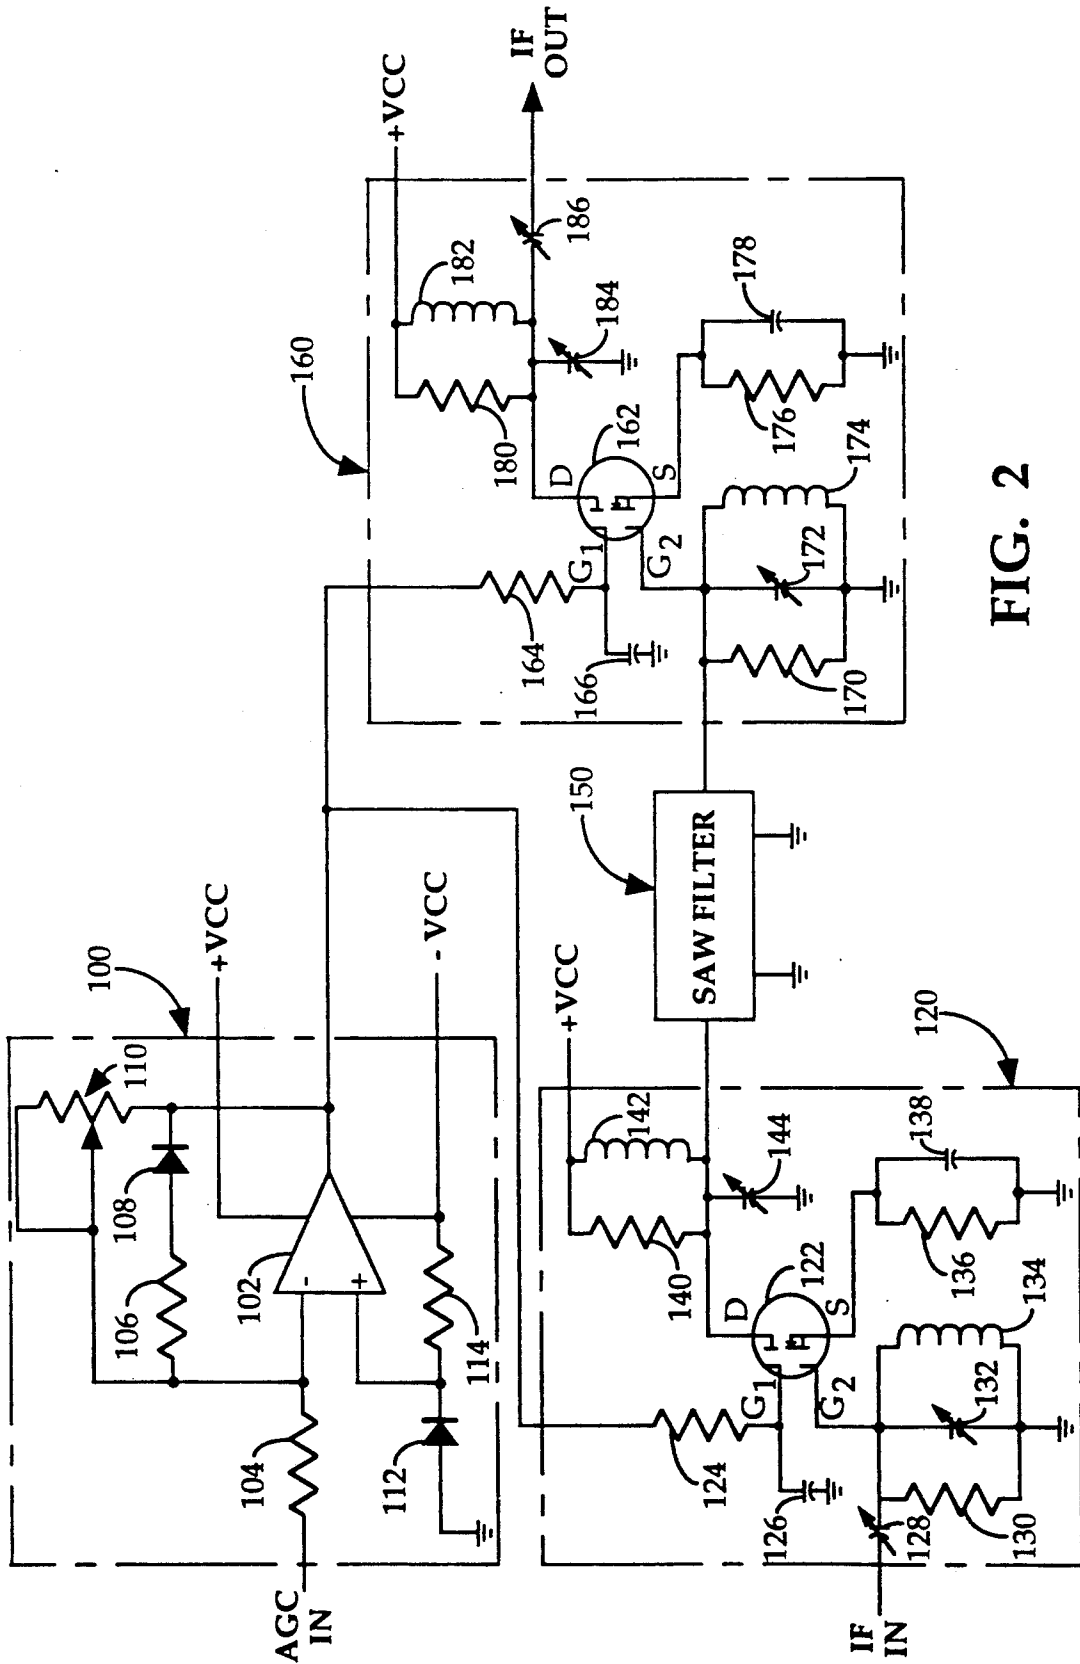 100
110
+VCC
108
106
102
-
+
104
AGC
IN
112
114
- VCC
160
+VCC
182
IF
OUT
186
184
180
D
162
G1
G2
S
164
166
178
176
174
172
170
150
SAW FILTER
120
+VCC
142
144
140
D
122
G1
G2
S
124
126
138
136
134
132
130
128
IF
IN
FIG. 2